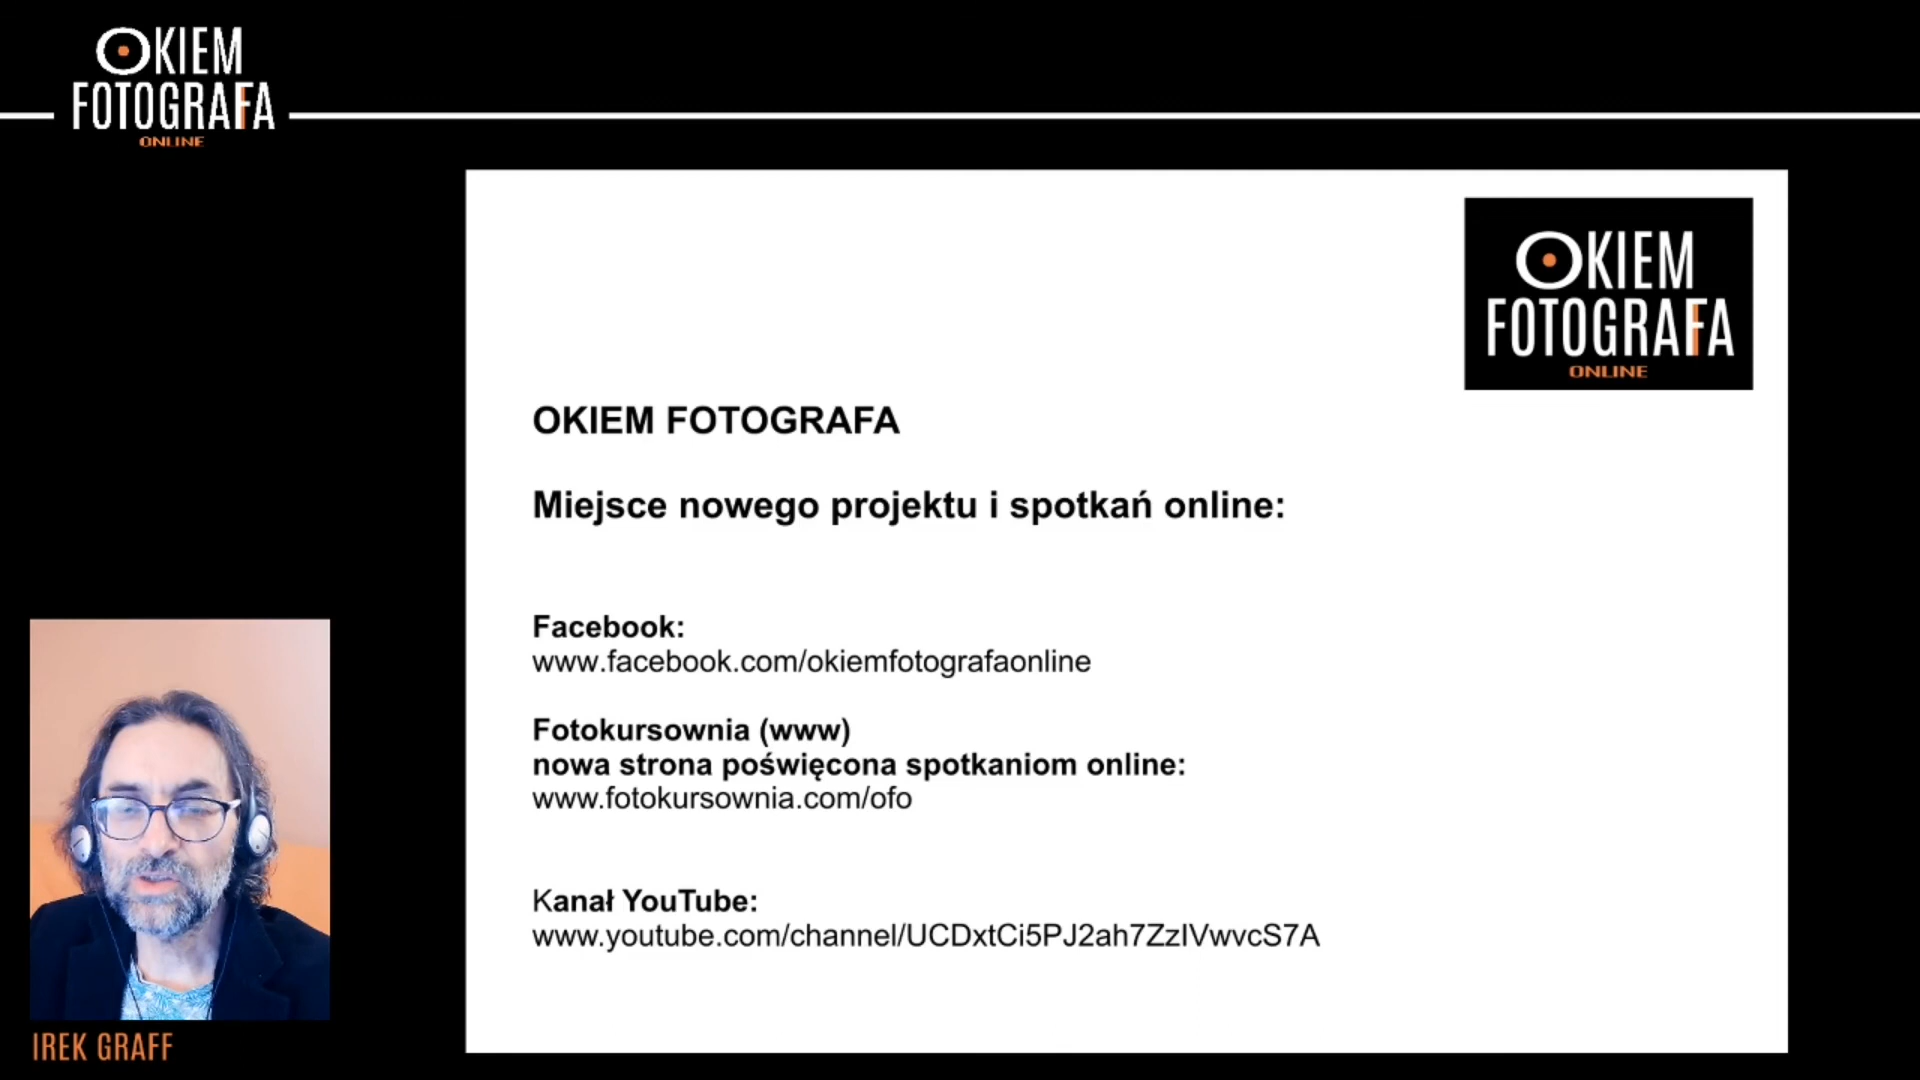 OKIEM
FOTOGRAFA
ONLINE
OKIEM
FOTOGRAFA
ONLINE
OKIEM FOTOGRAFA
Miejsce nowego projektu i spotkań online:
Facebook:
www.facebook.com/okiemfotografaonline
Fotokursownia (www)
nowa strona poświęcona spotkaniom online:
www.fotokursownia.com/ofo
Kanał YouTube:
www.youtube.com/channel/UCDxtCi5PJ2ah7ZzIVwvcS7A
IREK GRAFF